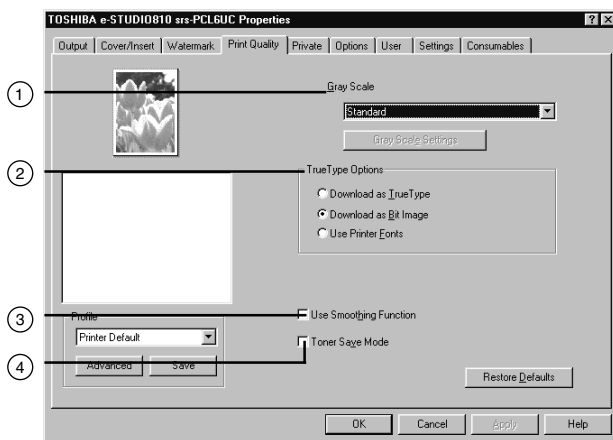 TOSHIBA e-STUDIO810 srs-PCL6UC Properties
Output Cover/Insert Watermark Print Quality Private Options User Settings Consumables
1 Gray Scale
Standard
Gray Scale Settings
2 TrueType Options
Download as TrueType
Download as Bit Image
Use Printer Fonts
3 Use Smoothing Function
Profile
Printer Default
4 Toner Save Mode
Advanced Save
Restore Defaults
OK Cancel Apply Help